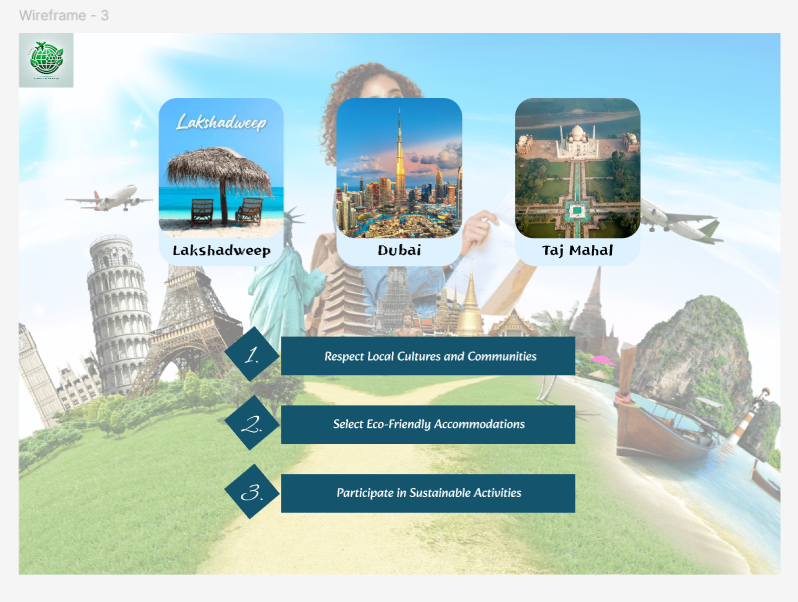 Wireframe - 3
Lakshadweep
Lakshadweep
Dubai
Taj Mahal
1.
Respect Local Cultures and Communities
2.
Select Eco-Friendly Accommodations
3.
Participate in Sustainable Activities